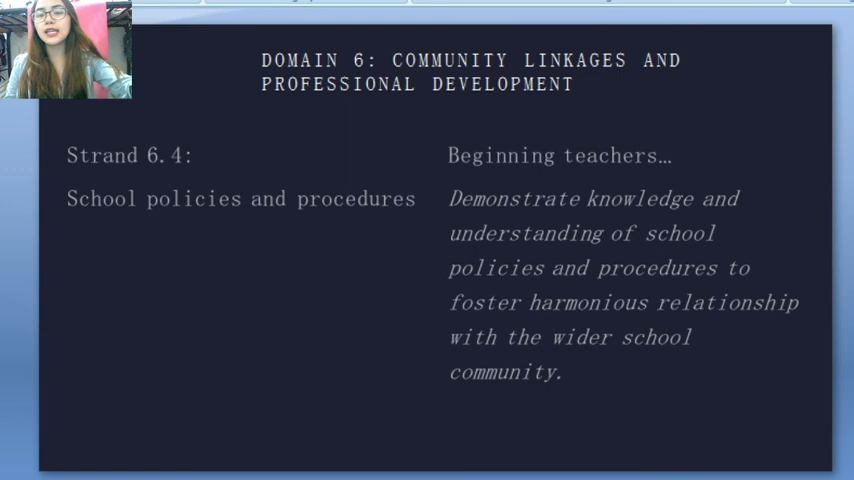 DOMAIN 6: COMMUNITY LINKAGES AND
PROFESSIONAL DEVELOPMENT
Strand 6.4:
School policies and procedures
Beginning teachers…
Demonstrate knowledge and
understanding of school
policies and procedures to
foster harmonious relationship
with the wider school
community.